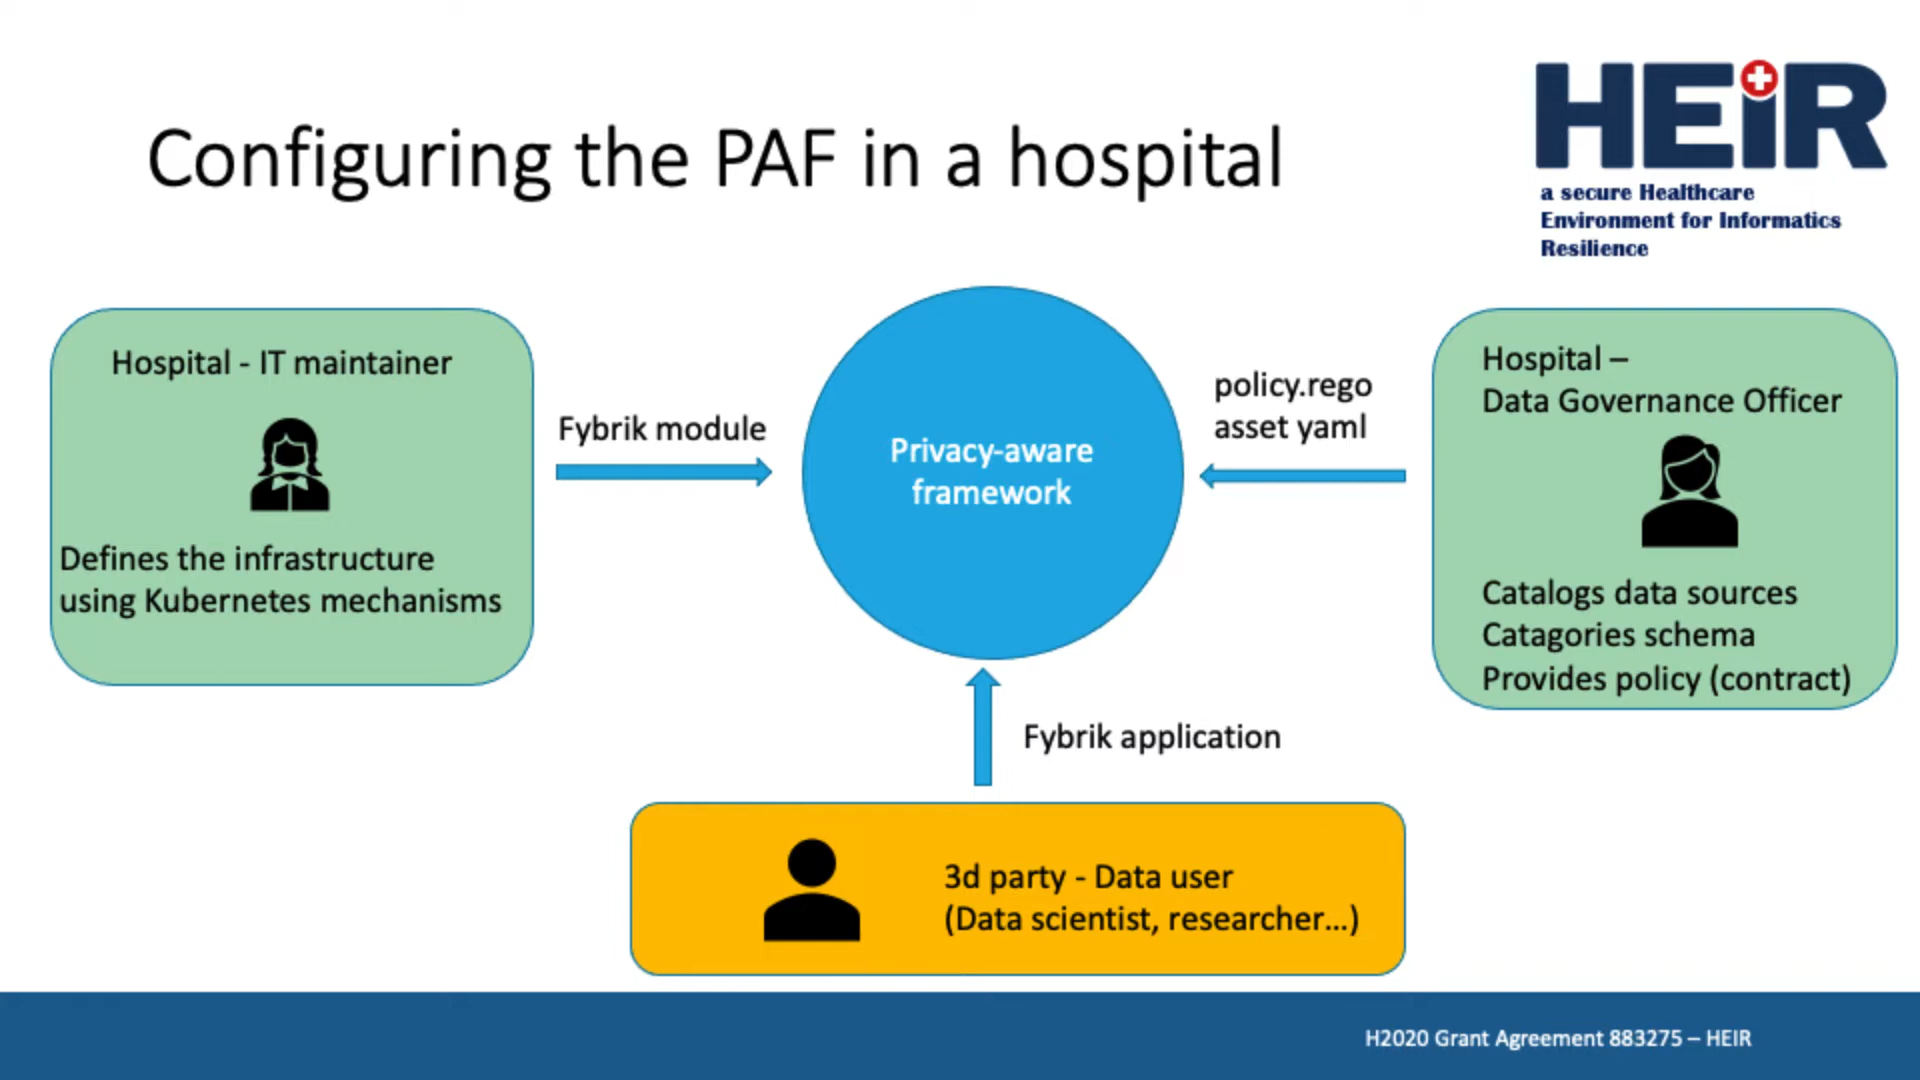 Configuring the PAF in a hospital
HEiR
a secure Healthcare
Environment for Informatics
Resilience
Hospital - IT maintainer
Defines the infrastructure
using Kubernetes mechanisms
Fybrik module
Privacy-aware
framework
policy.rego
asset yaml
Hospital –
Data Governance Officer
Catalogs data sources
Catagories schema
Provides policy (contract)
Fybrik application
3d party - Data user
(Data scientist, researcher...)
H2020 Grant Agreement 883275 – HEIR